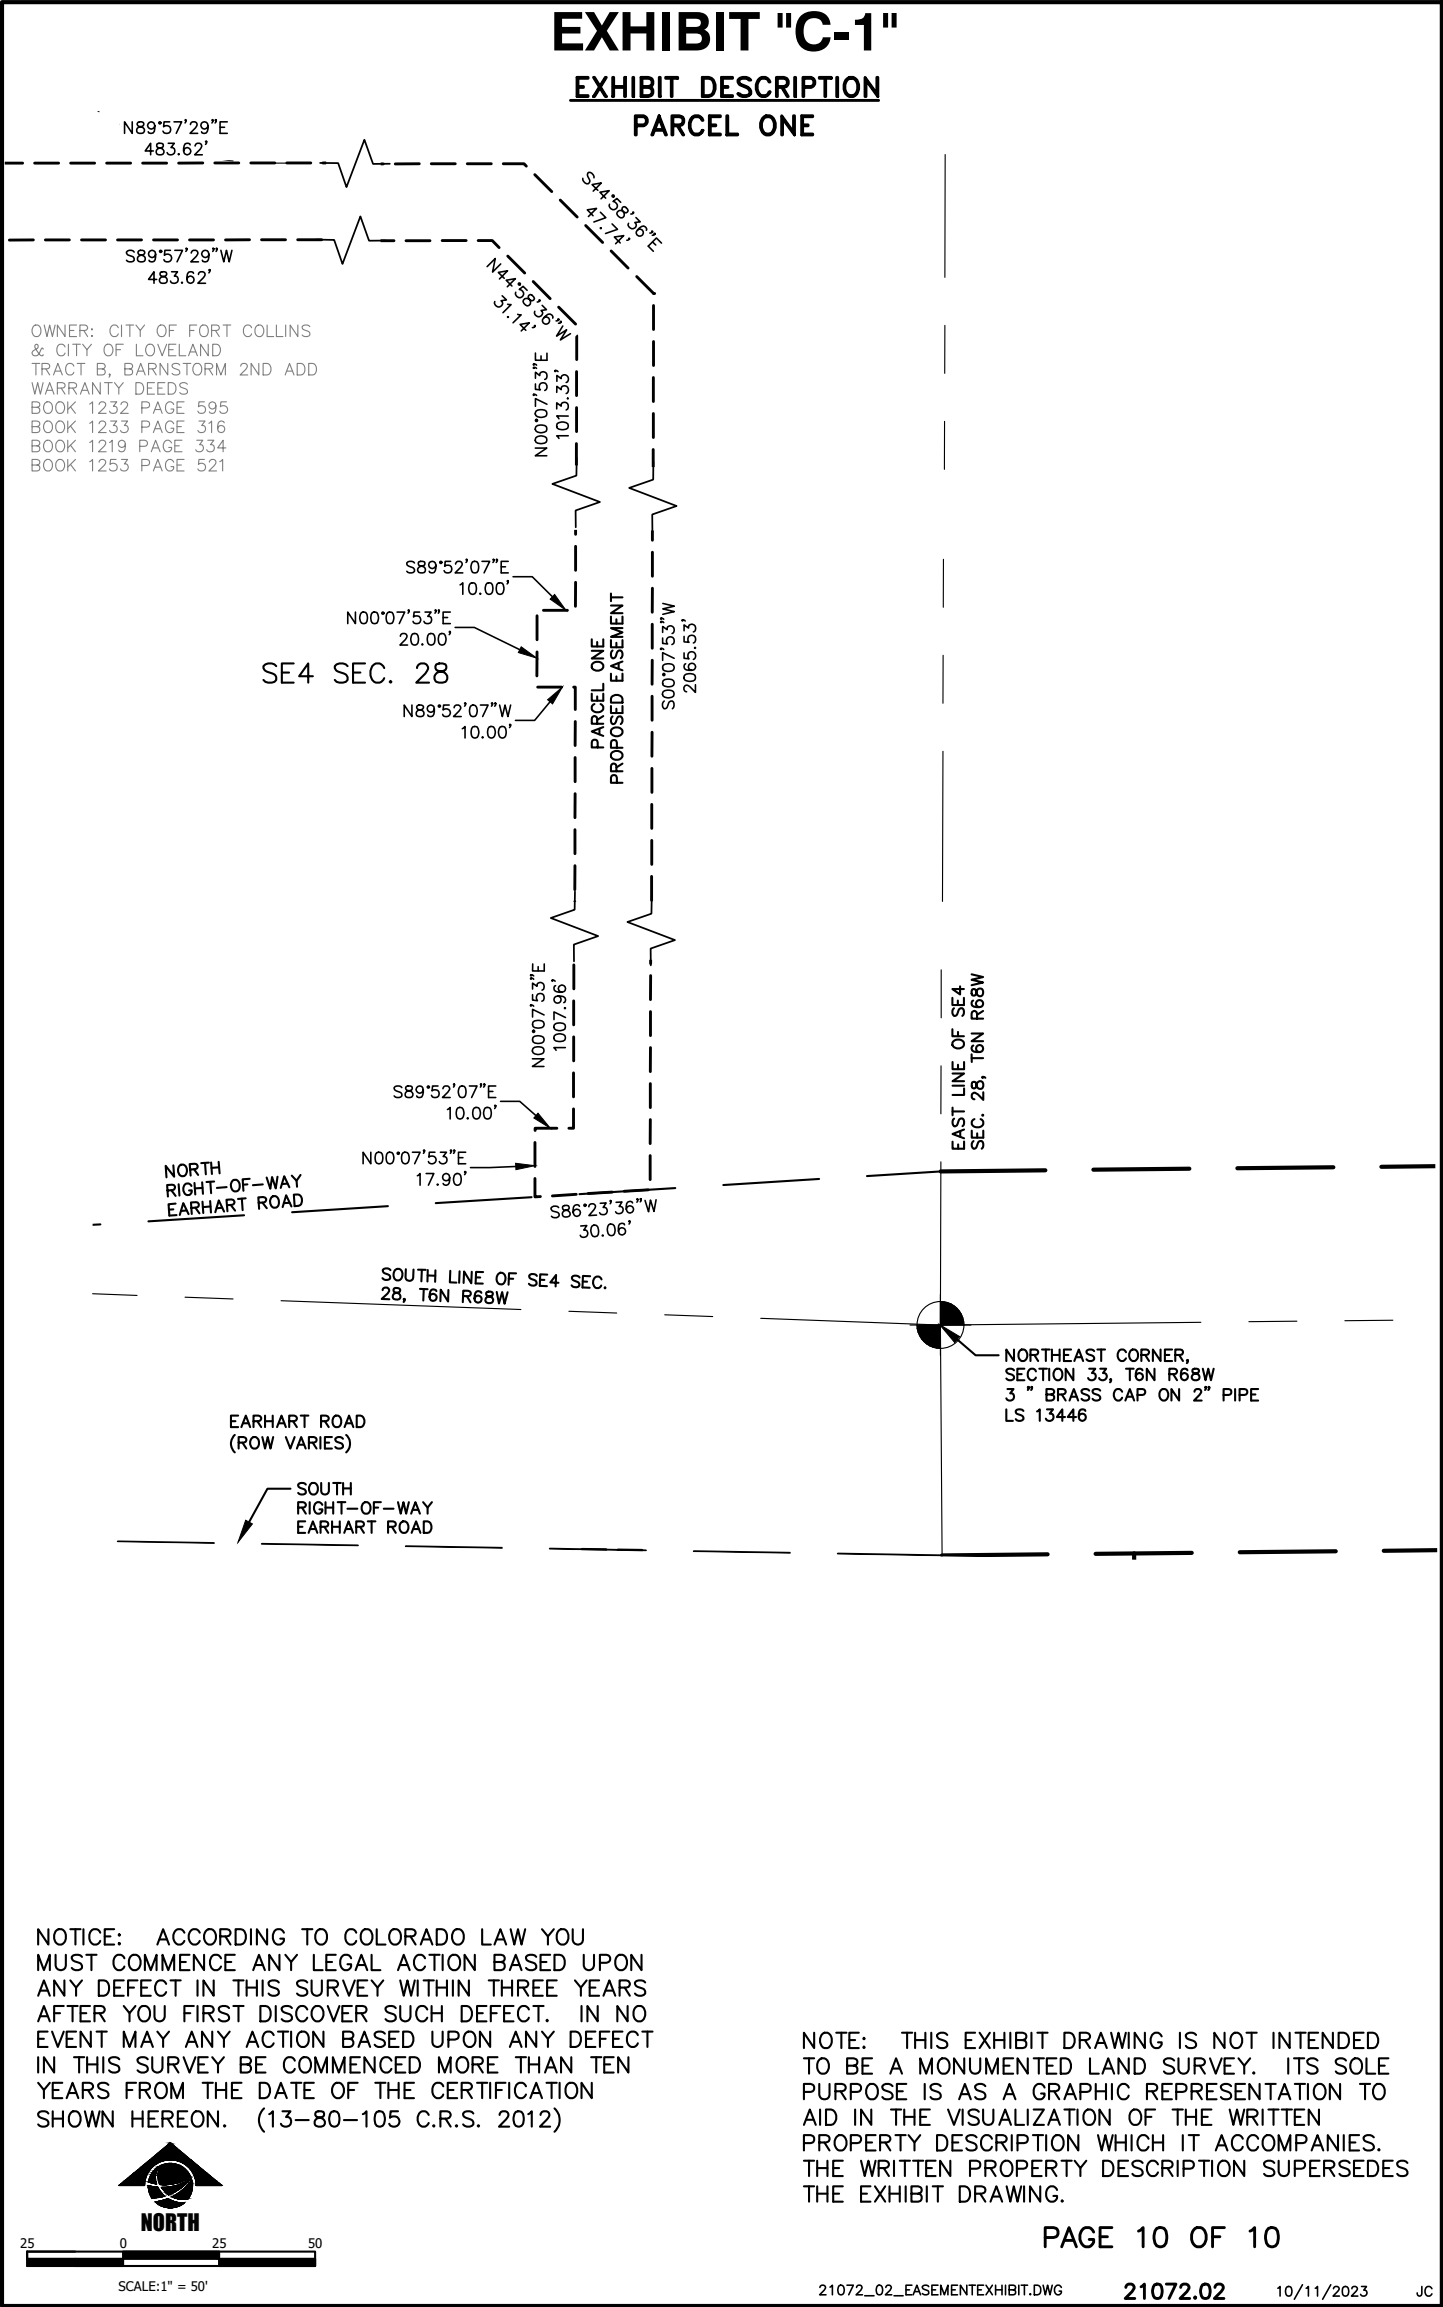 EXHIBIT "C-1"
EXHIBIT DESCRIPTION
PARCEL ONE
N89°57'29"E
483.62'
S44°58'36"E
47.74'
S89°57'29"W
483.62'
N44°58'36"W
31.14'
OWNER: CITY OF FORT COLLINS
& CITY OF LOVELAND
TRACT B, BARNSTORM 2ND ADD
WARRANTY DEEDS
BOOK 1232 PAGE 595
BOOK 1233 PAGE 316
BOOK 1219 PAGE 334
BOOK 1253 PAGE 521
N00°07'53"E
1013.33'
S89°52'07"E
10.00'
N00°07'53"E
20.00'
SE4 SEC. 28
N89°52'07"W
10.00'
PARCEL ONE
PROPOSED EASEMENT
S00°07'53"W
2065.53'
N00°07'53"E
1007.96'
EAST LINE OF SE4
SEC. 28, T6N R68W
S89°52'07"E
10.00'
N00°07'53"E
17.90'
NORTH
RIGHT-OF-WAY
EARHART ROAD
S86°23'36"W
30.06'
SOUTH LINE OF SE4 SEC.
28, T6N R68W
NORTHEAST CORNER,
SECTION 33, T6N R68W
3 " BRASS CAP ON 2" PIPE
LS 13446
EARHART ROAD
(ROW VARIES)
SOUTH
RIGHT-OF-WAY
EARHART ROAD
NOTICE: ACCORDING TO COLORADO LAW YOU
MUST COMMENCE ANY LEGAL ACTION BASED UPON
ANY DEFECT IN THIS SURVEY WITHIN THREE YEARS
AFTER YOU FIRST DISCOVER SUCH DEFECT. IN NO
EVENT MAY ANY ACTION BASED UPON ANY DEFECT
IN THIS SURVEY BE COMMENCED MORE THAN TEN
YEARS FROM THE DATE OF THE CERTIFICATION
SHOWN HEREON. (13-80-105 C.R.S. 2012)
NOTE: THIS EXHIBIT DRAWING IS NOT INTENDED
TO BE A MONUMENTED LAND SURVEY. ITS SOLE
PURPOSE IS AS A GRAPHIC REPRESENTATION TO
AID IN THE VISUALIZATION OF THE WRITTEN
PROPERTY DESCRIPTION WHICH IT ACCOMPANIES.
THE WRITTEN PROPERTY DESCRIPTION SUPERSEDES
THE EXHIBIT DRAWING.
NORTH
25 0 25 50
SCALE:1" = 50'
PAGE 10 OF 10
21072_02_EASEMENTEXHIBIT.DWG 21072.02 10/11/2023 JC